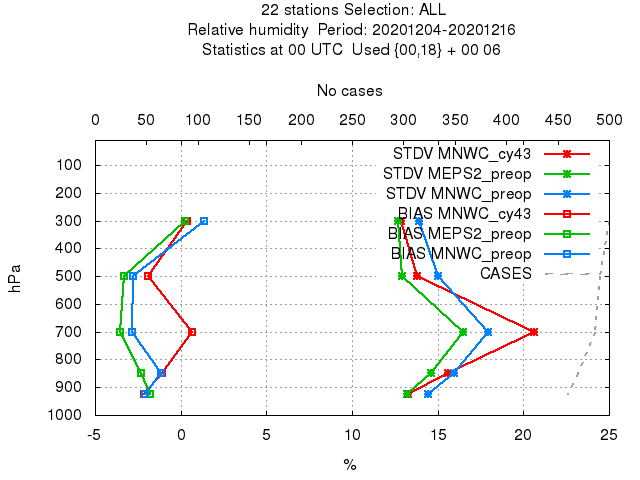 22 stations Selection: ALL
Relative humidity  Period: 20201204-20201216
Statistics at 00 UTC  Used {00,18} + 00 06
No cases
0 50 100 150 200 250 300 350 400 450 500
STDV MNWC_cy43
100
STDV MEPS2_preop
STDV MNWC_preop
200
BIAS MNWC_cy43
300
BIAS MEPS2_preop
400
BIAS MNWC_preop
CASES
500
hPa
600
700
800
900
1000
-5 0 5 10 15 20 25
%